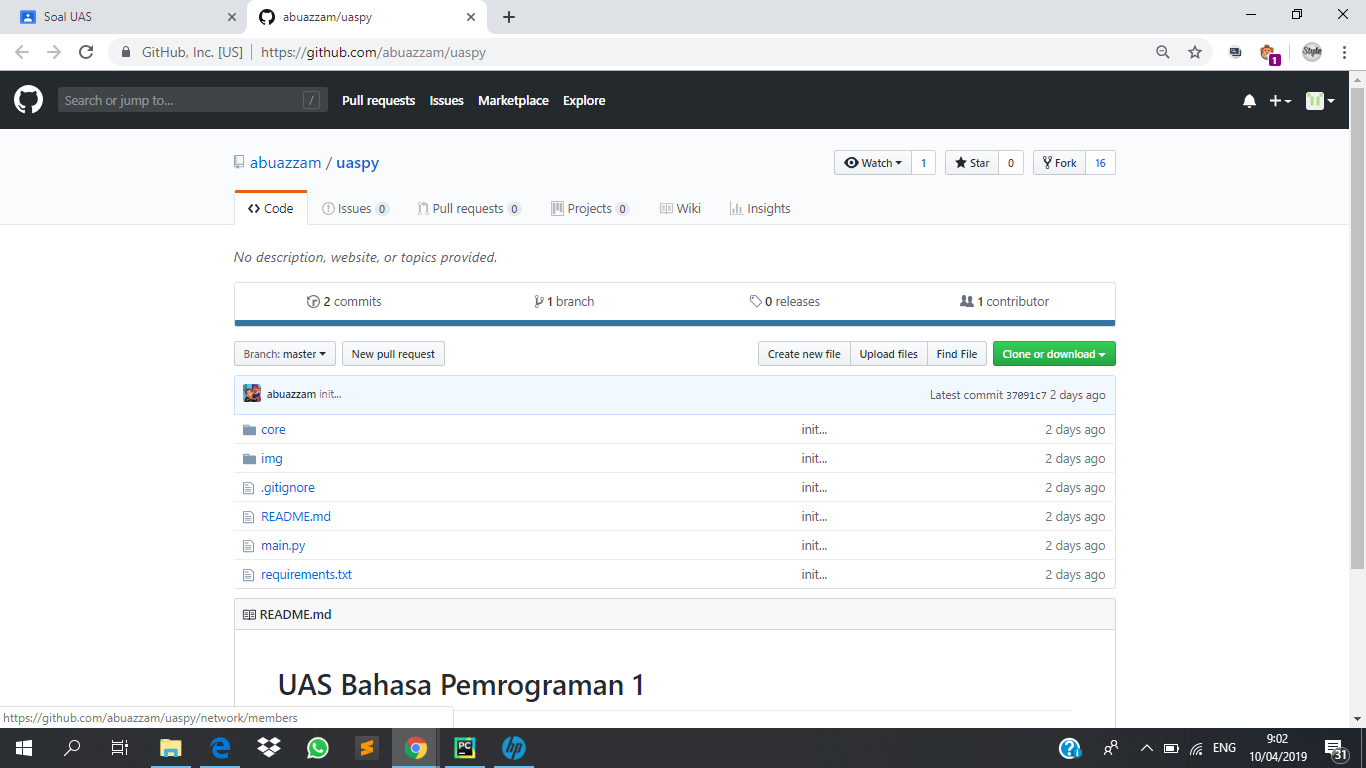 Soal UAS
abuazzam/uaspy
GitHub, Inc. [US] https://github.com/abuazzam/uaspy
1
Search or jump to... / Pull requests Issues Marketplace Explore
abuazzam / uaspy Watch 1 Star 0 Fork 16
Code Issues 0 Pull requests 0 Projects 0 Wiki Insights
No description, website, or topics provided.
2 commits 1 branch 0 releases 1 contributor
Branch: master New pull request Create new file Upload files Find File Clone or download
abuazzam init... Latest commit 37091c7 2 days ago
core init... 2 days ago
img init... 2 days ago
.gitignore init... 2 days ago
README.md init... 2 days ago
main.py init... 2 days ago
requirements.txt init... 2 days ago
README.md
UAS Bahasa Pemrograman 1
https://github.com/abuazzam/uaspy/network/members
PC hp ? ENG 9:02
10/04/2019 31